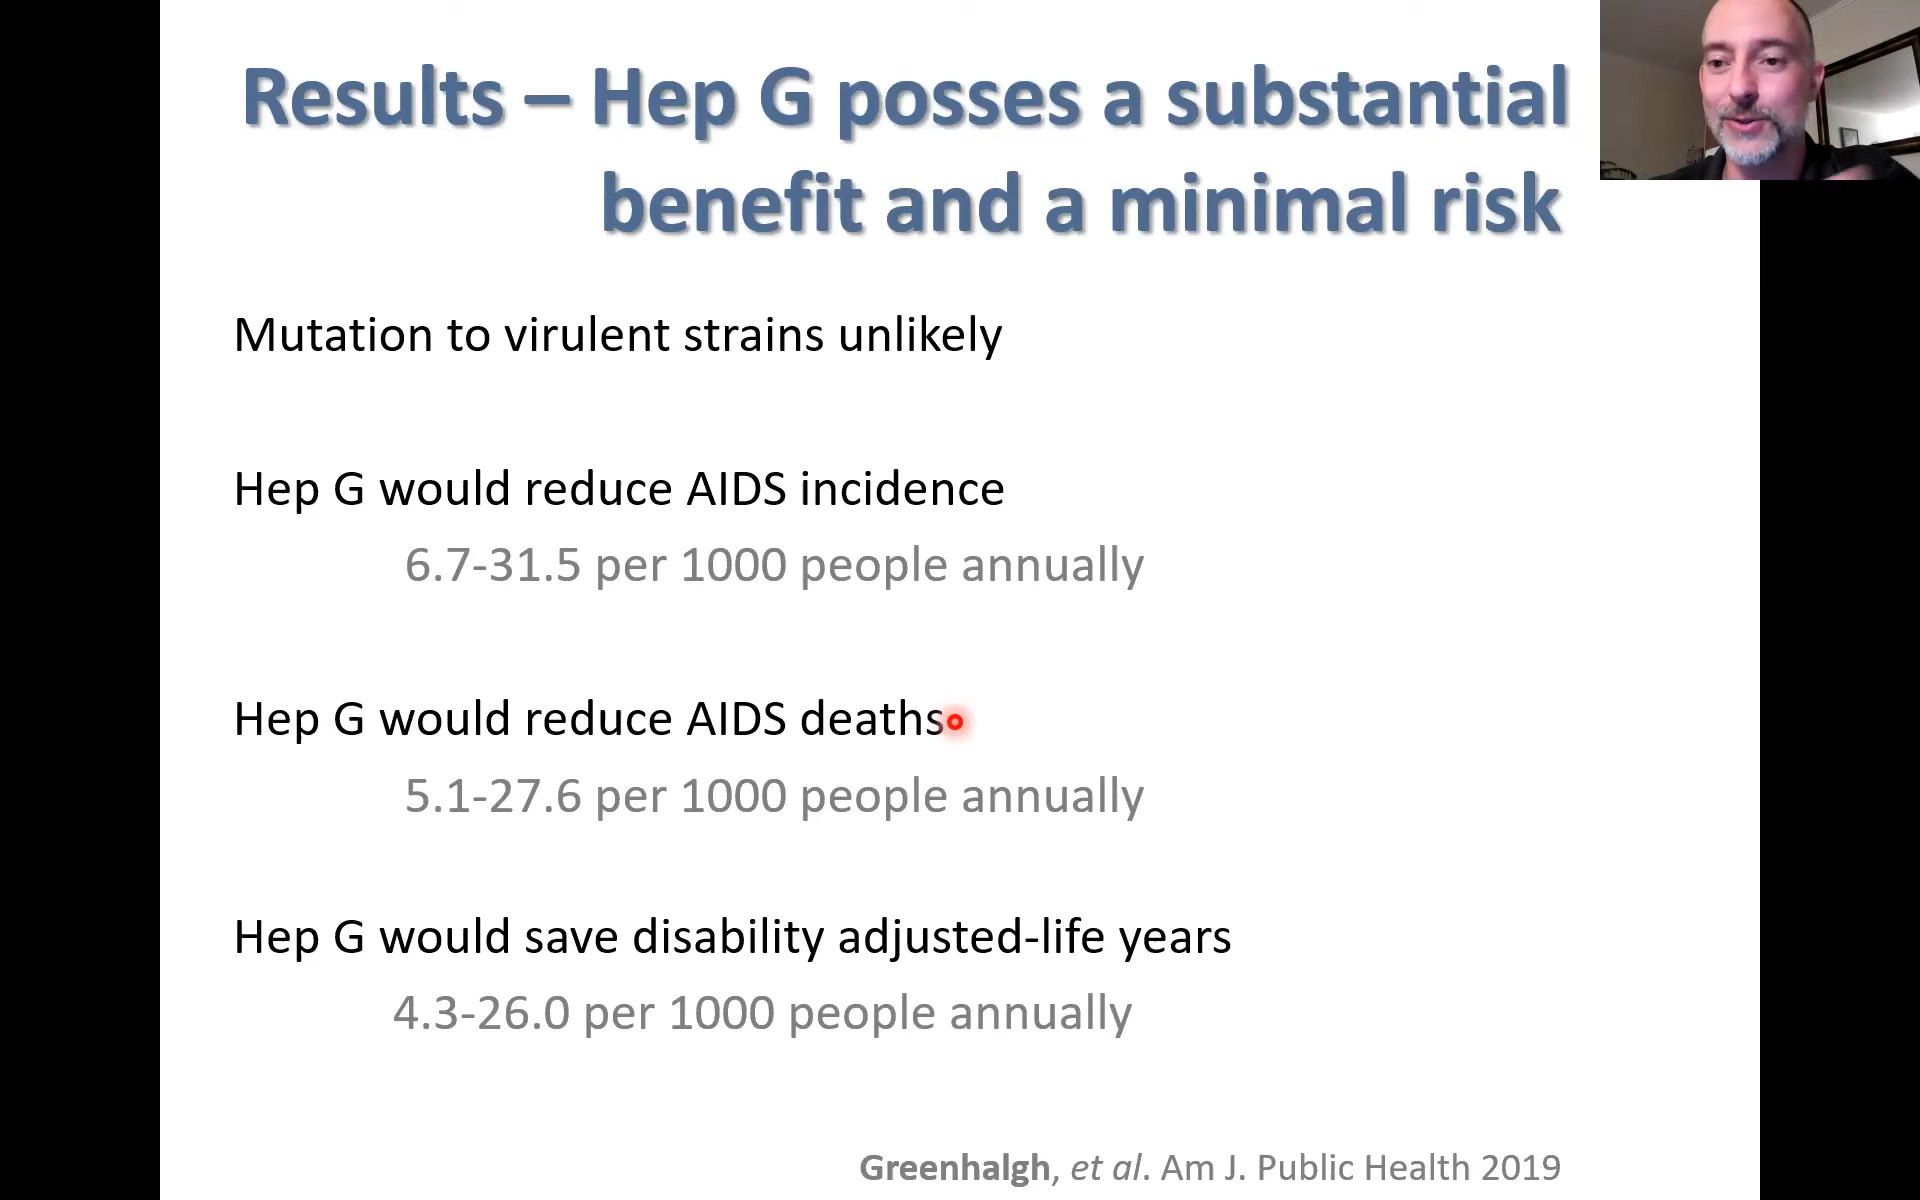 Results – Hep G posses a substantial
benefit and a minimal risk
Mutation to virulent strains unlikely
Hep G would reduce AIDS incidence
6.7-31.5 per 1000 people annually
Hep G would reduce AIDS deaths
5.1-27.6 per 1000 people annually
Hep G would save disability adjusted-life years
4.3-26.0 per 1000 people annually
Greenhalgh, et al. Am J. Public Health 2019